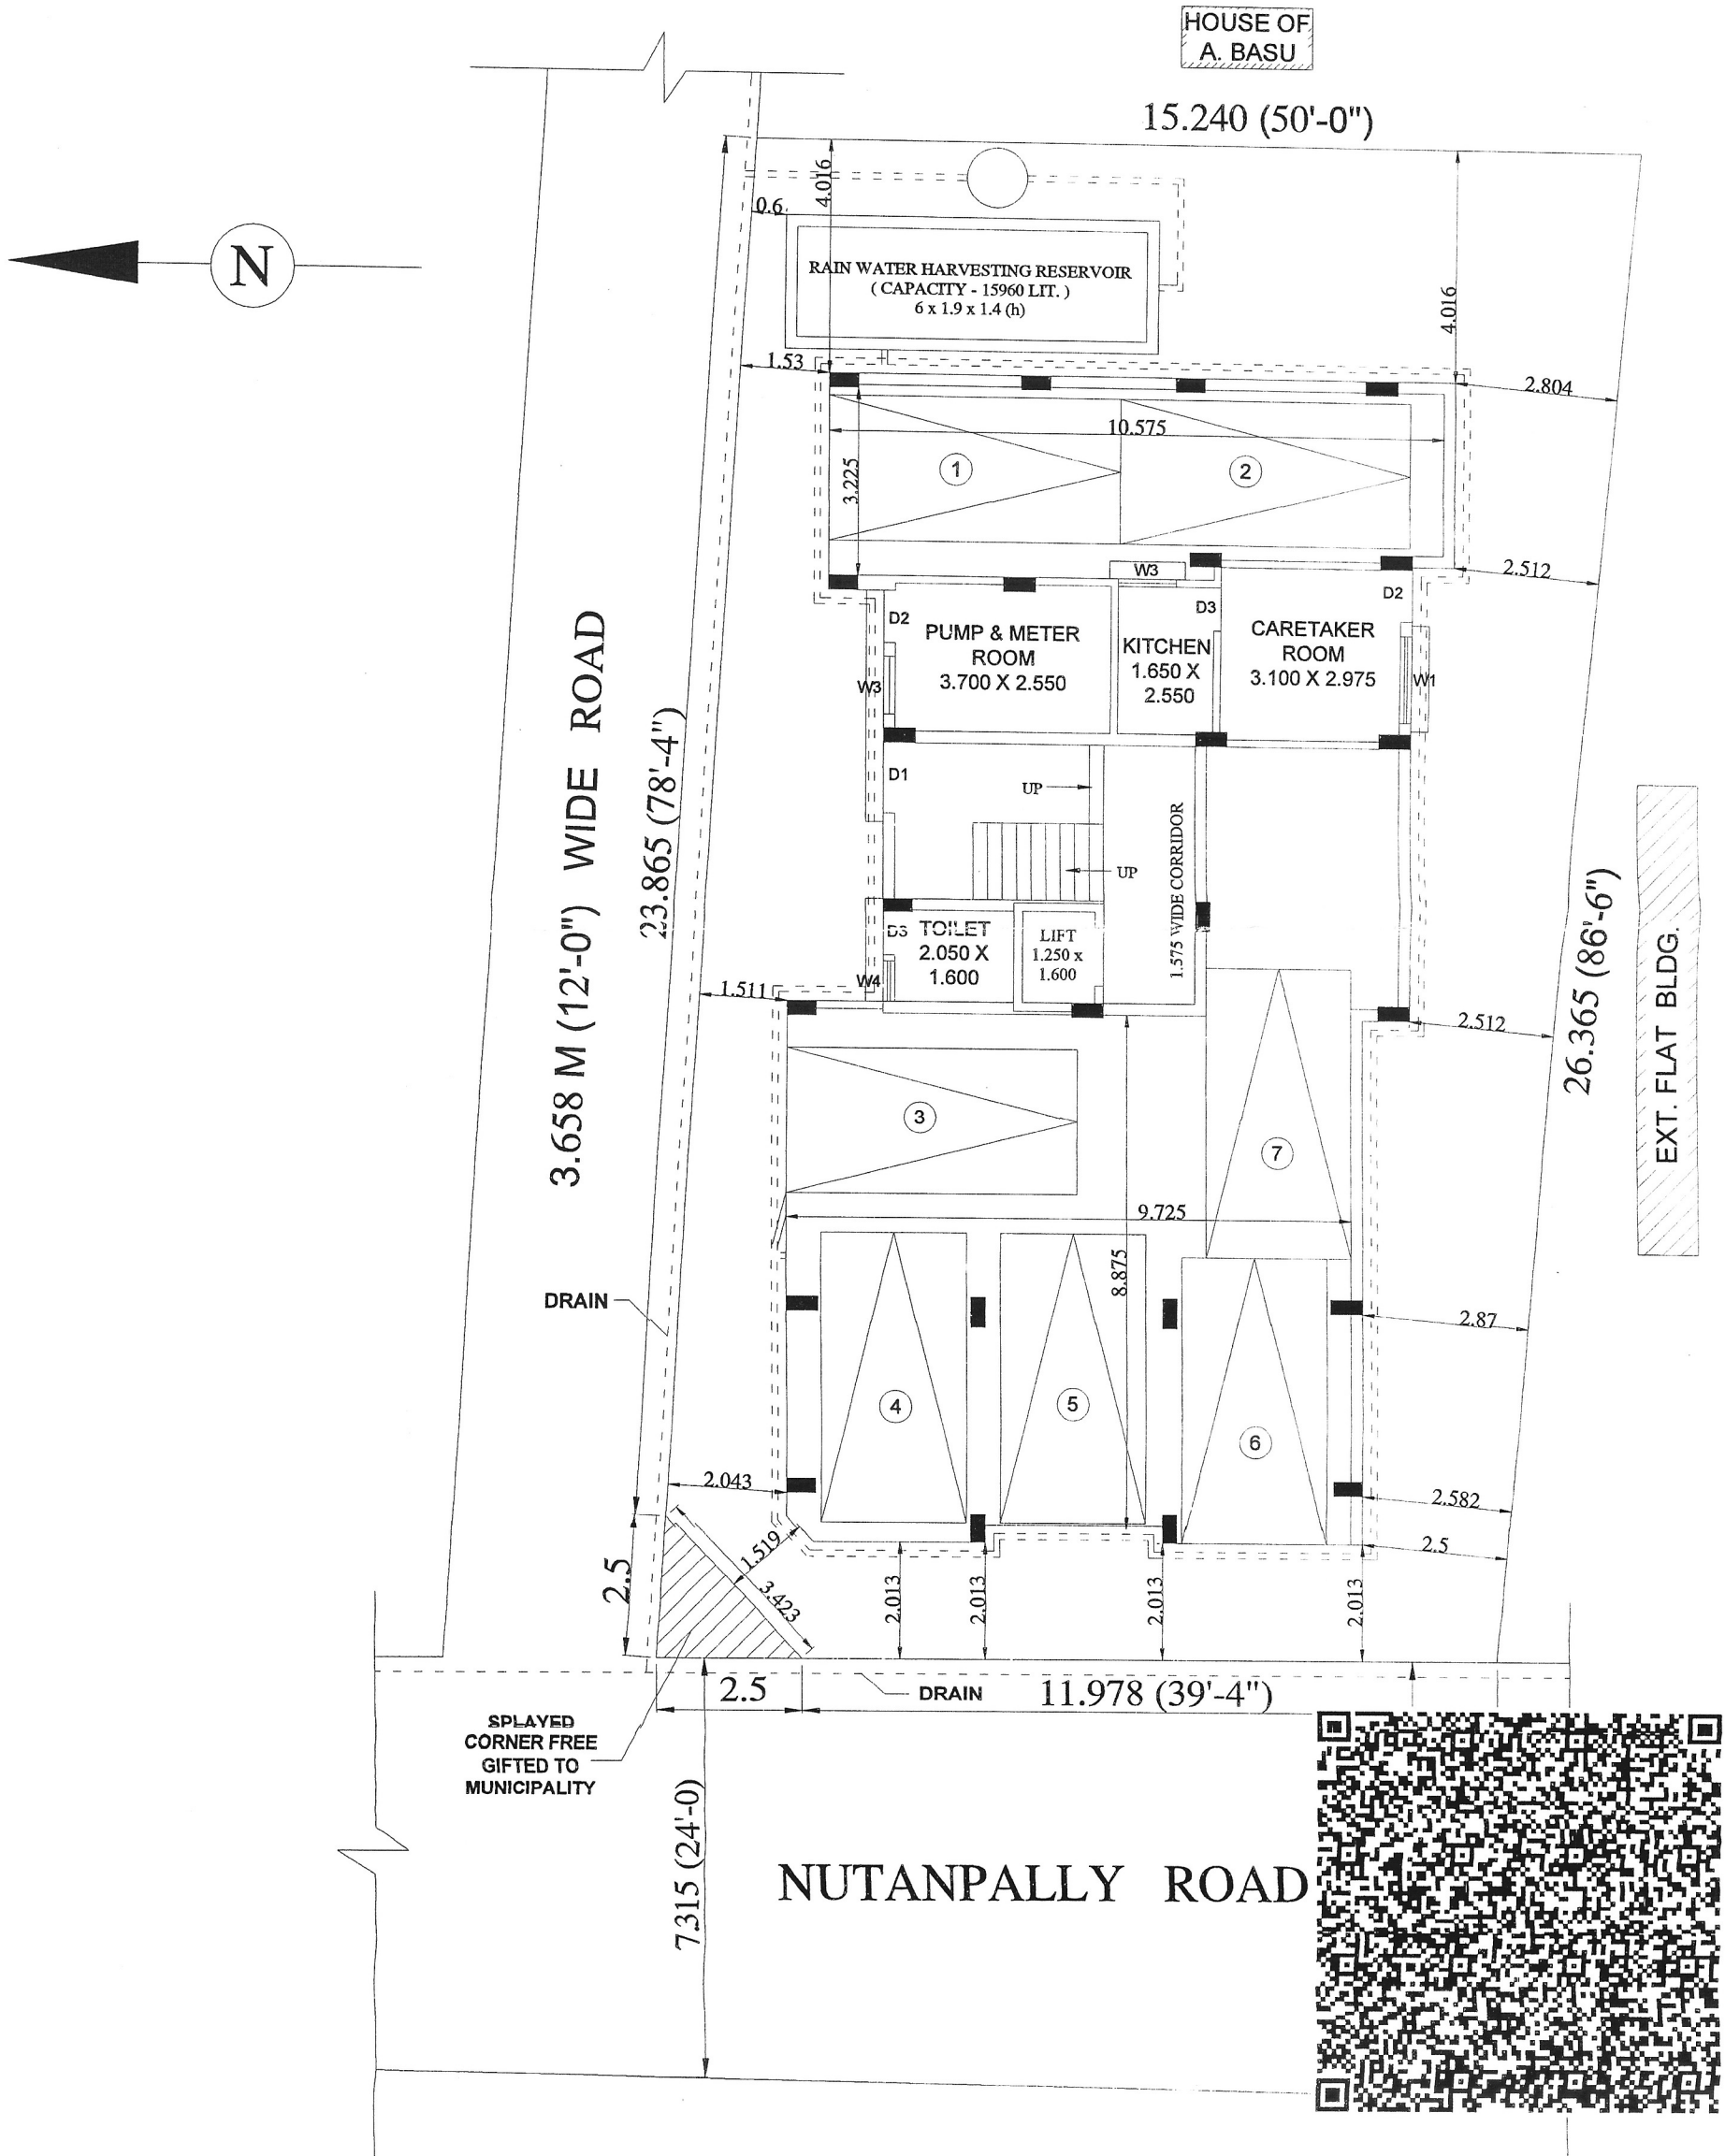 HOUSE OF
A. BASU
15.240 (50'-0")
N
4.016
0.6
RAIN WATER HARVESTING RESERVOIR
( CAPACITY - 15960 LIT. )
6 x 1.9 x 1.4 (h)
4.016
1.53
2.804
10.575
1
2
3.225
W3
2.512
D2
D3
D2
PUMP & METER
ROOM
3.700 X 2.550
KITCHEN
1.650 X
2.550
CARETAKER
ROOM
3.100 X 2.975
W3
W1
3.658 M (12'-0") WIDE ROAD
23.865 (78'-4")
D1
UP
UP
1.575 WIDE CORRIDOR
D3
TOILET
2.050 X
1.600
LIFT
1.250 x
1.600
W4
1.511
2.512
26.365 (86'-6")
EXT. FLAT BLDG.
3
7
9.725
8.875
DRAIN
2.87
4
5
6
2.043
2.582
2.5
2.5
1.519
3.423
2.013
2.013
2.013
2.013
2.5
DRAIN
11.978 (39'-4")
SPLAYED
CORNER FREE
GIFTED TO
MUNICIPALITY
7.315 (24'-0)
NUTANPALLY ROAD